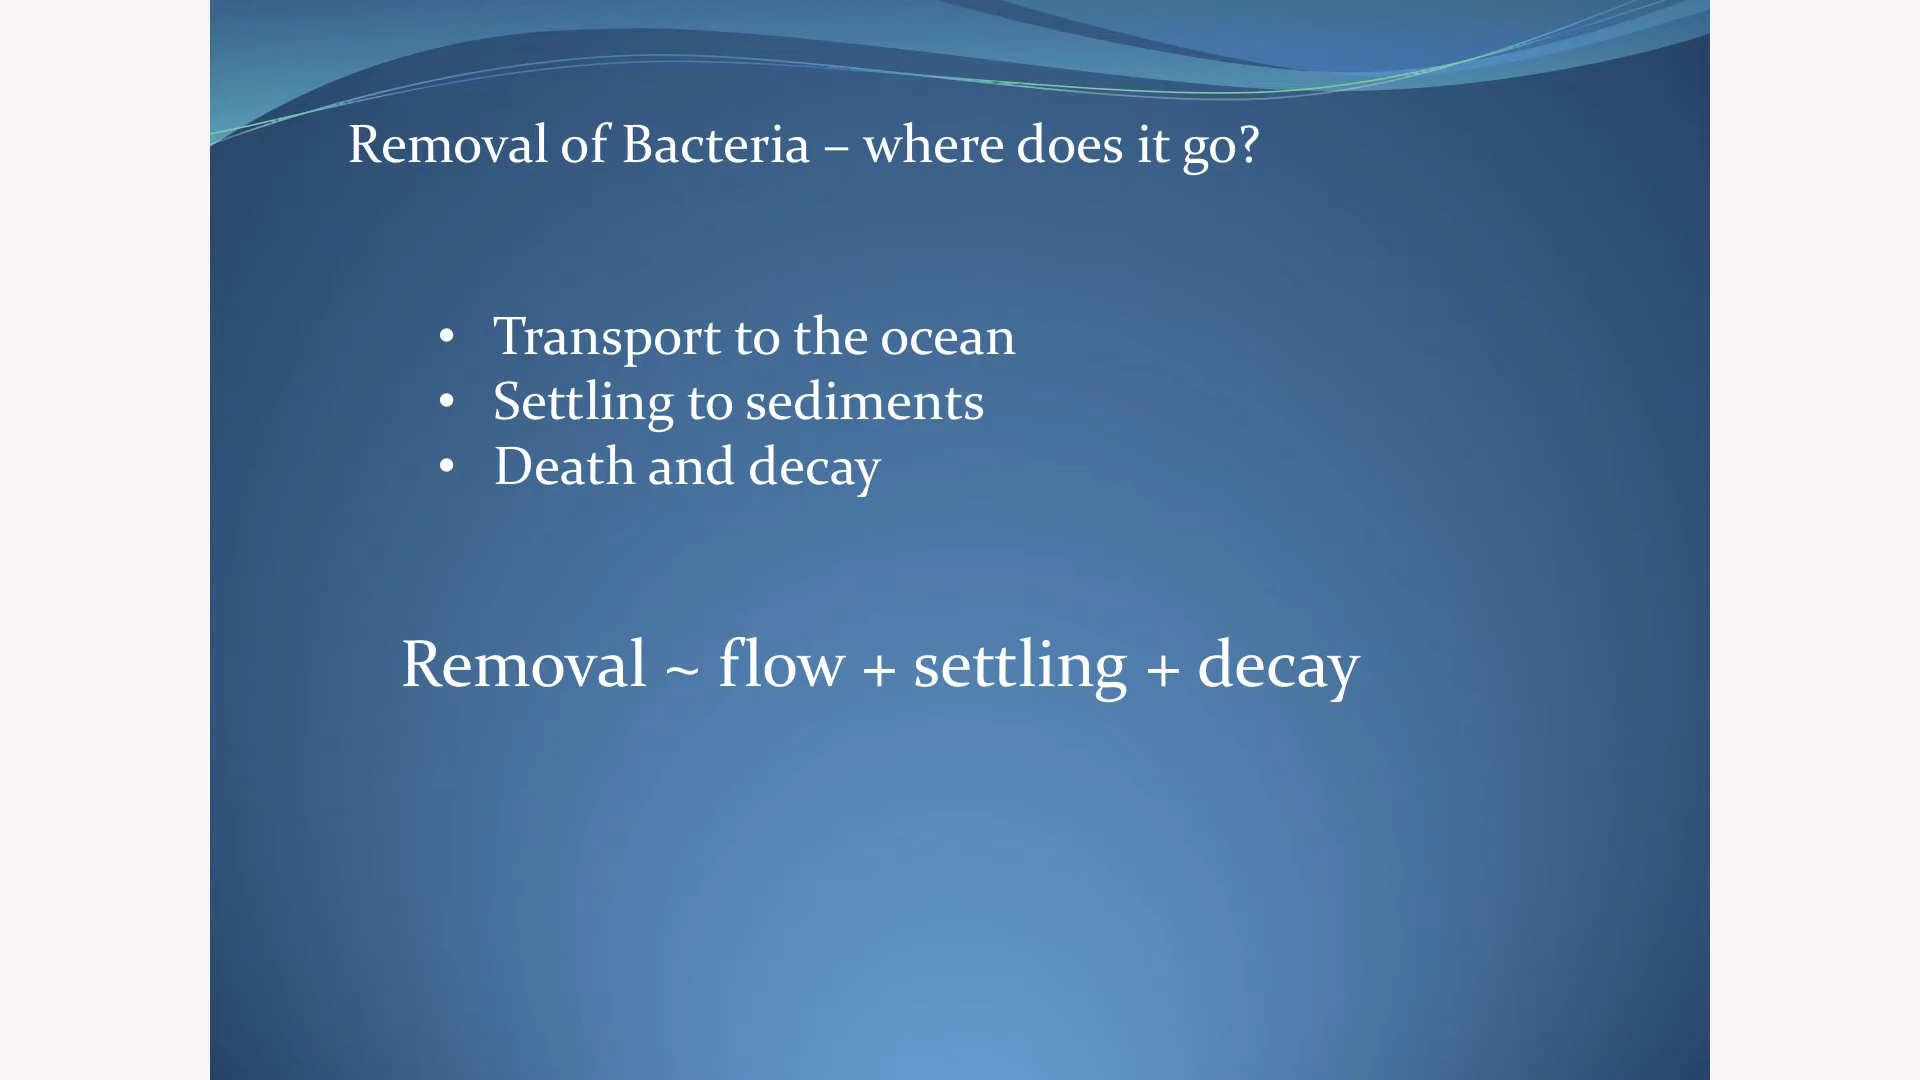 Removal of Bacteria – where does it go?
• Transport to the ocean
• Settling to sediments
• Death and decay
Removal ~ flow + settling + decay